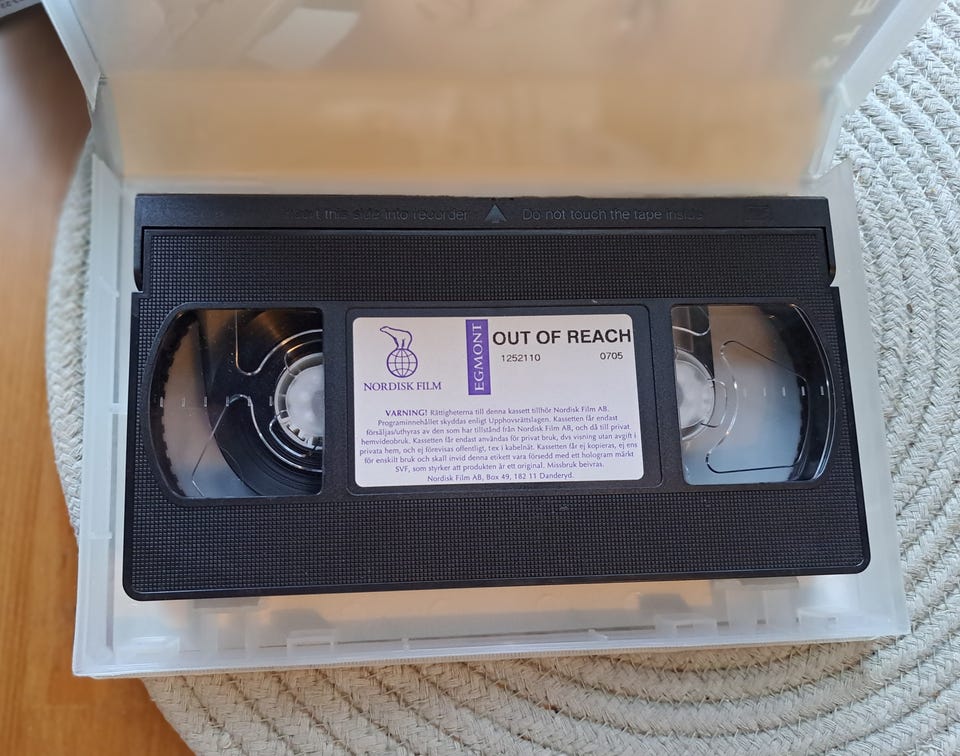 Insert this side into recorder Do not touch the tape inside
OUT OF REACH
1252110 0705
EGMONT
NORDISK FILM
VARNING! Rättigheterna till denna kassett tillhör Nordisk Film AB.
Programinnehållet skyddas enligt Upphovsrättslagen. Kassetten får endast
försäljas/uthyras av den som har tillstånd från Nordisk Film AB, och då till privat
hemvideobruk. Kassetten får endast användas för privat bruk, dvs visning utan avgift i
privata hem, och ej förevisas offentligt, t ex i kabelnät. Kassetten får ej kopieras, ej ens
för enskilt bruk och skall invid denna etikett vara försedd med ett hologram märkt
SVF, som styrker att produkten är ett original. Missbruk beivras.
Nordisk Film AB, Box 49, 182 11 Danderyd.